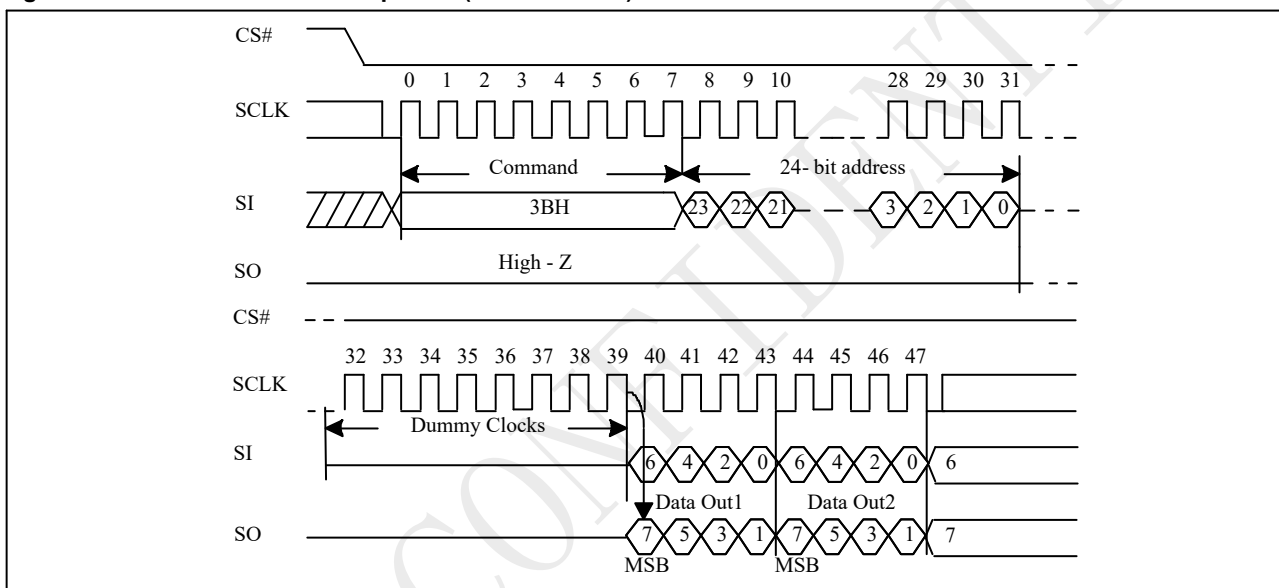 CS#
0 1 2 3 4 5 6 7 8 9 10 28 29 30 31
SCLK
Command 24- bit address
SI 3BH 23 22 21 3 2 1 0
High - Z
SO
CS#
32 33 34 35 36 37 38 39 40 41 42 43 44 45 46 47
SCLK
Dummy Clocks
SI 6 4 2 0 6 4 2 0 6
Data Out1 Data Out2
SO 7 5 3 1 7 5 3 1 7
MSB MSB